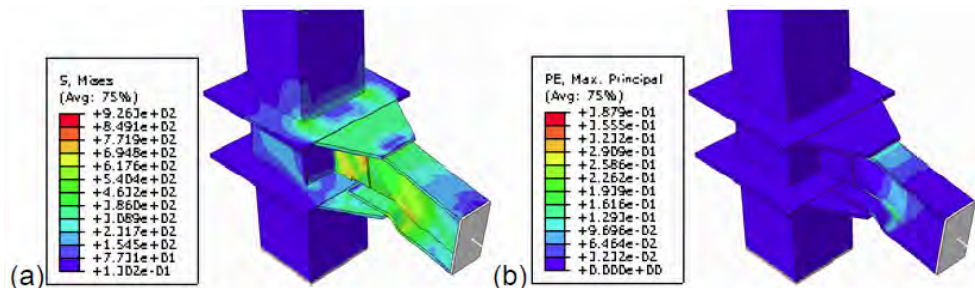 (a)
S, Mises
(Avg: 75%)
+9.263e+02
+8.491e+02
+7.719e+02
+6.948e+02
+6.176e+02
+5.404e+02
+4.632e+02
+3.860e+02
+3.089e+02
+2.317e+02
+1.545e+02
+7.731e+01
+1.302e-01
(b)
PE, Max. Principal
(Avg: 75%)
+3.879e-01
+3.555e-01
+3.232e-01
+2.909e-01
+2.586e-01
+2.262e-01
+1.939e-01
+1.616e-01
+1.293e-01
+9.696e-02
+6.464e-02
+3.232e-02
+0.000e+00